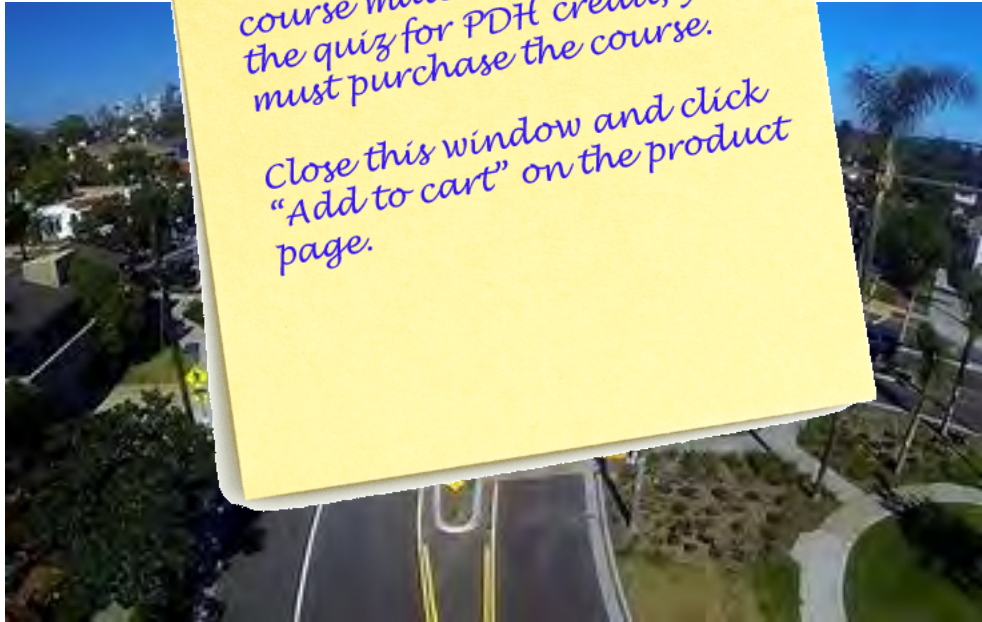 course
the quiz for PDH credit,
must purchase the course.
Close this window and click
“Add to cart” on the product
page.